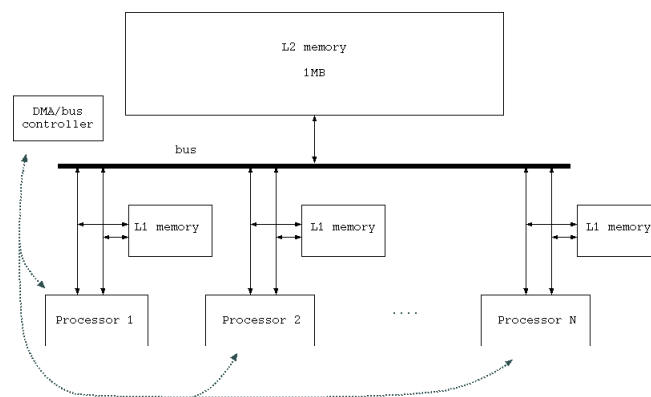 L2 memory
1MB
DMA/bus
controller
bus
L1 memory
L1 memory
L1 memory
Processor 1
Processor 2
....
Processor N